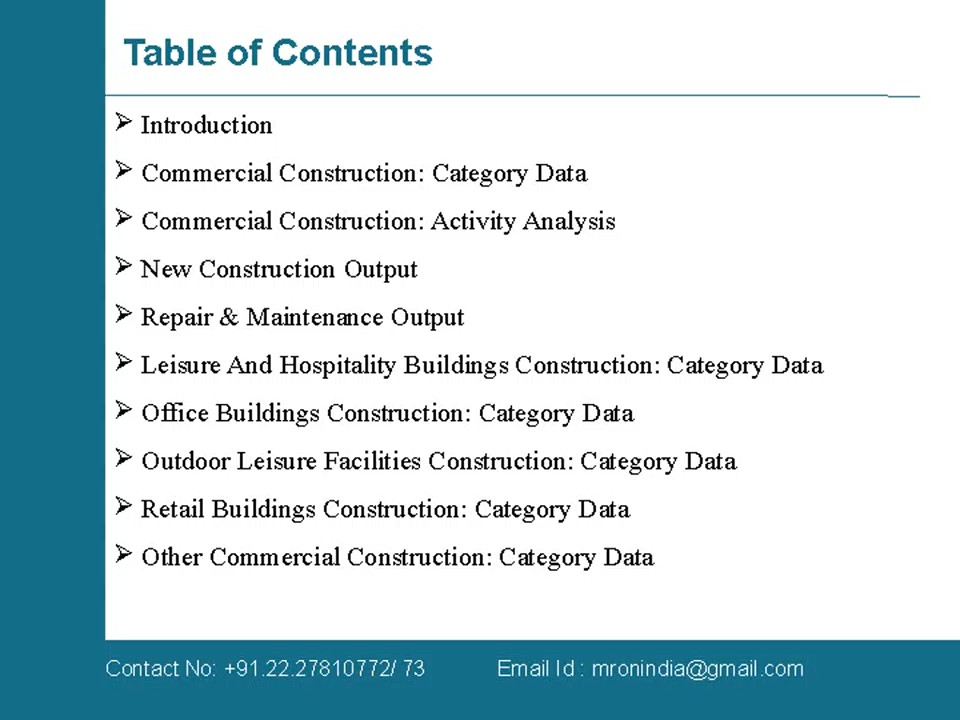 Table of Contents
➢ Introduction
➢ Commercial Construction: Category Data
➢ Commercial Construction: Activity Analysis
➢ New Construction Output
➢ Repair & Maintenance Output
➢ Leisure And Hospitality Buildings Construction: Category Data
➢ Office Buildings Construction: Category Data
➢ Outdoor Leisure Facilities Construction: Category Data
➢ Retail Buildings Construction: Category Data
➢ Other Commercial Construction: Category Data
Contact No: +91.22.27810772/ 73 Email Id : mronindia@gmail.com